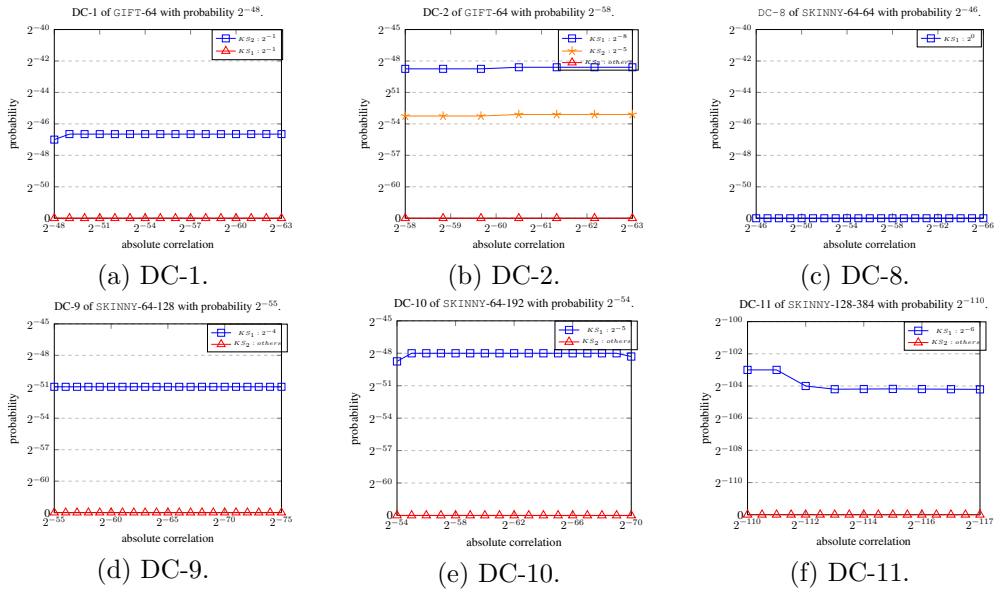 DC-1 of GIFT-64 with probability 2^−48.
2^−40
2^−42
2^−44
2^−46
2^−48
2^−50
0
probability
KS₂ : 2^−1
KS₁ : 2^−1
2^−48 2^−51 2^−54 2^−57 2^−60 2^−63
absolute correlation
(a) DC-1.
DC-2 of GIFT-64 with probability 2^−58.
2^−45
2^−48
2^−51
2^−54
2^−57
2^−60
0
probability
KS₁ : 2^−8
KS₂ : 2^−5
KS₃ : others
2^−58 2^−59 2^−60 2^−61 2^−62 2^−63
absolute correlation
(b) DC-2.
DC-8 of SKINNY-64-64 with probability 2^−46.
2^−40
2^−42
2^−44
2^−46
2^−48
2^−50
0
probability
KS₁ : 2^0
2^−46 2^−50 2^−54 2^−58 2^−62 2^−66
absolute correlation
(c) DC-8.
DC-9 of SKINNY-64-128 with probability 2^−55.
2^−45
2^−48
2^−51
2^−54
2^−57
2^−60
0
probability
KS₁ : 2^−4
KS₂ : others
2^−55 2^−60 2^−65 2^−70 2^−75
absolute correlation
(d) DC-9.
DC-10 of SKINNY-64-192 with probability 2^−54.
2^−45
2^−48
2^−51
2^−54
2^−57
2^−60
0
probability
KS₁ : 2^−5
KS₂ : others
2^−54 2^−58 2^−62 2^−66 2^−70
absolute correlation
(e) DC-10.
DC-11 of SKINNY-128-384 with probability 2^−110.
2^−100
2^−102
2^−104
2^−106
2^−108
2^−110
0
probability
KS₁ : 2^−6
KS₂ : others
2^−110 2^−112 2^−114 2^−116 2^−117
absolute correlation
(f) DC-11.